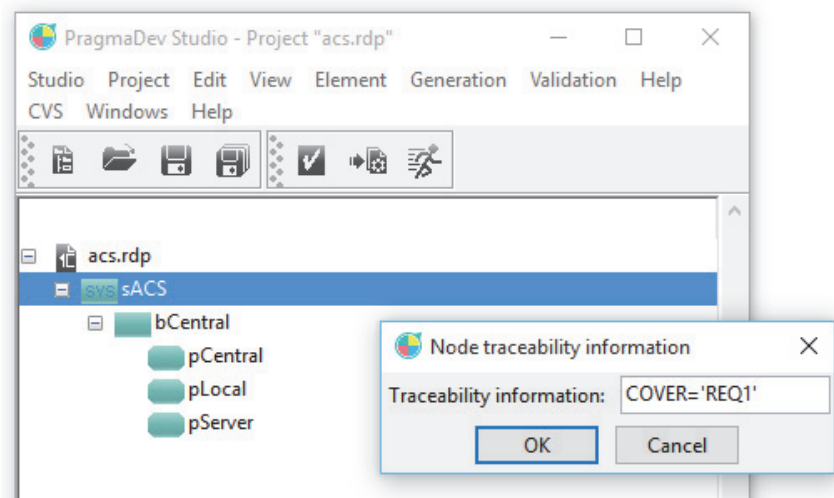 PragmaDev Studio - Project "acs.rdp"
Studio Project Edit View Element Generation Validation Help
CVS Windows Help
acs.rdp
sys sACS
bCentral
pCentral
pLocal
pServer
Node traceability information
Traceability information: COVER='REQ1'
OK Cancel